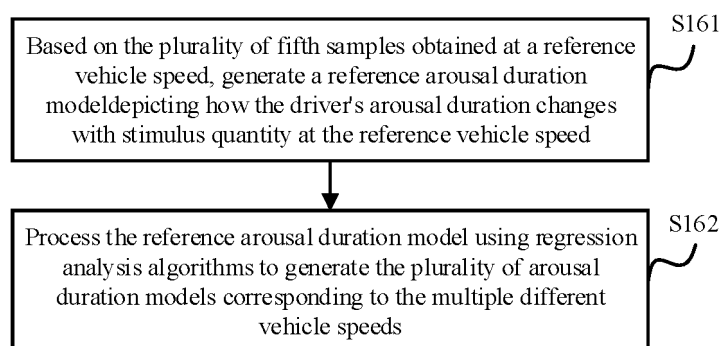 S161
Based on the plurality of fifth samples obtained at a reference
vehicle speed, generate a reference arousal duration
modeldepicting how the driver's arousal duration changes
with stimulus quantity at the reference vehicle speed
S162
Process the reference arousal duration model using regression
analysis algorithms to generate the plurality of arousal
duration models corresponding to the multiple different
vehicle speeds